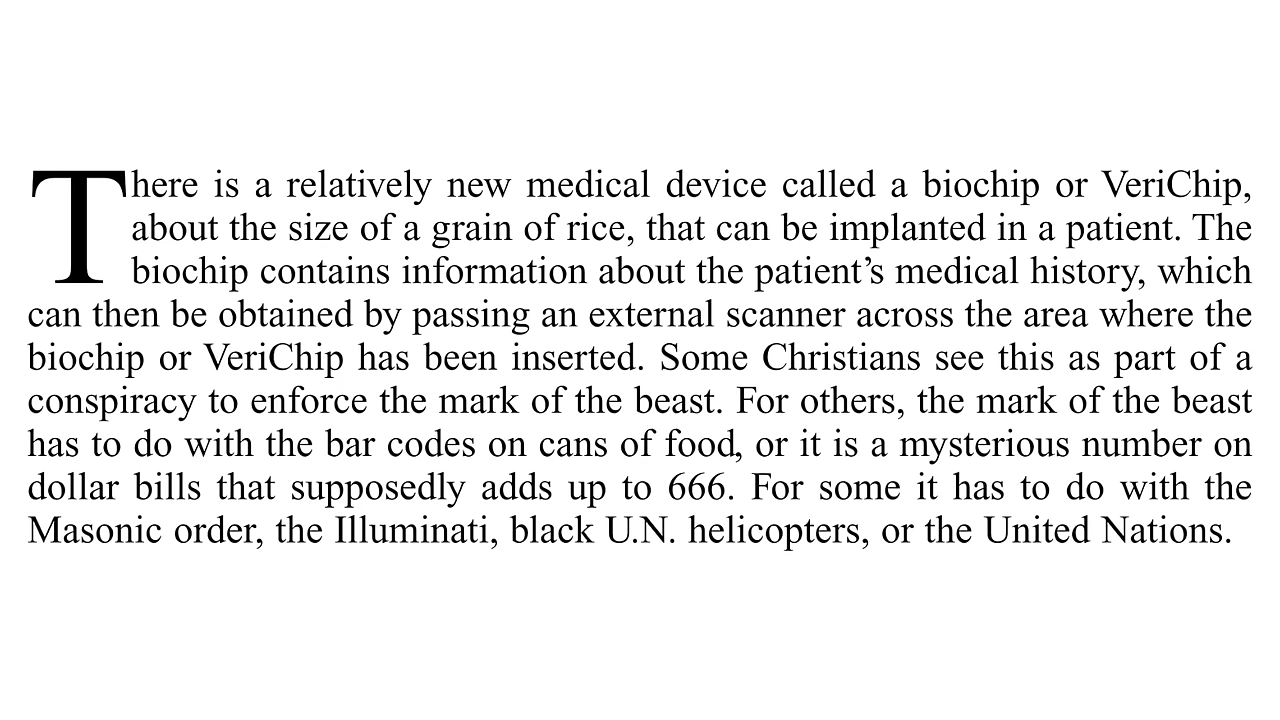 There is a relatively new medical device called a biochip or VeriChip,
about the size of a grain of rice, that can be implanted in a patient. The
biochip contains information about the patient’s medical history, which
can then be obtained by passing an external scanner across the area where the
biochip or VeriChip has been inserted. Some Christians see this as part of a
conspiracy to enforce the mark of the beast. For others, the mark of the beast
has to do with the bar codes on cans of food, or it is a mysterious number on
dollar bills that supposedly adds up to 666. For some it has to do with the
Masonic order, the Illuminati, black U.N. helicopters, or the United Nations.